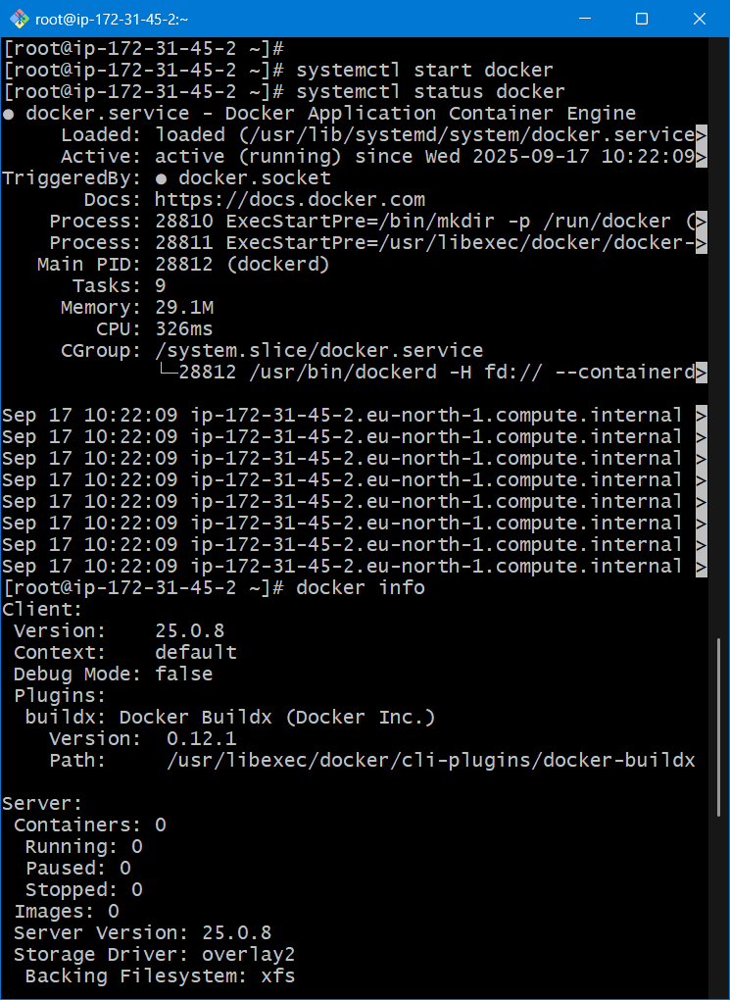 root@ip-172-31-45-2:~
[root@ip-172-31-45-2 ~]#
[root@ip-172-31-45-2 ~]# systemctl start docker
[root@ip-172-31-45-2 ~]# systemctl status docker
● docker.service - Docker Application Container Engine
     Loaded: loaded (/usr/lib/systemd/system/docker.service>
     Active: active (running) since Wed 2025-09-17 10:22:09>
TriggeredBy: ● docker.socket
       Docs: https://docs.docker.com
    Process: 28810 ExecStartPre=/bin/mkdir -p /run/docker (>
    Process: 28811 ExecStartPre=/usr/libexec/docker/docker->
   Main PID: 28812 (dockerd)
      Tasks: 9
     Memory: 29.1M
        CPU: 326ms
     CGroup: /system.slice/docker.service
             └─28812 /usr/bin/dockerd -H fd:// --containerd>
Sep 17 10:22:09 ip-172-31-45-2.eu-north-1.compute.internal >
Sep 17 10:22:09 ip-172-31-45-2.eu-north-1.compute.internal >
Sep 17 10:22:09 ip-172-31-45-2.eu-north-1.compute.internal >
Sep 17 10:22:09 ip-172-31-45-2.eu-north-1.compute.internal >
Sep 17 10:22:09 ip-172-31-45-2.eu-north-1.compute.internal >
Sep 17 10:22:09 ip-172-31-45-2.eu-north-1.compute.internal >
Sep 17 10:22:09 ip-172-31-45-2.eu-north-1.compute.internal >
Sep 17 10:22:09 ip-172-31-45-2.eu-north-1.compute.internal >
[root@ip-172-31-45-2 ~]# docker info
Client:
 Version:    25.0.8
 Context:    default
 Debug Mode: false
 Plugins:
  buildx: Docker Buildx (Docker Inc.)
    Version:  0.12.1
    Path:     /usr/libexec/docker/cli-plugins/docker-buildx
Server:
 Containers: 0
  Running: 0
  Paused: 0
  Stopped: 0
 Images: 0
 Server Version: 25.0.8
 Storage Driver: overlay2
  Backing Filesystem: xfs